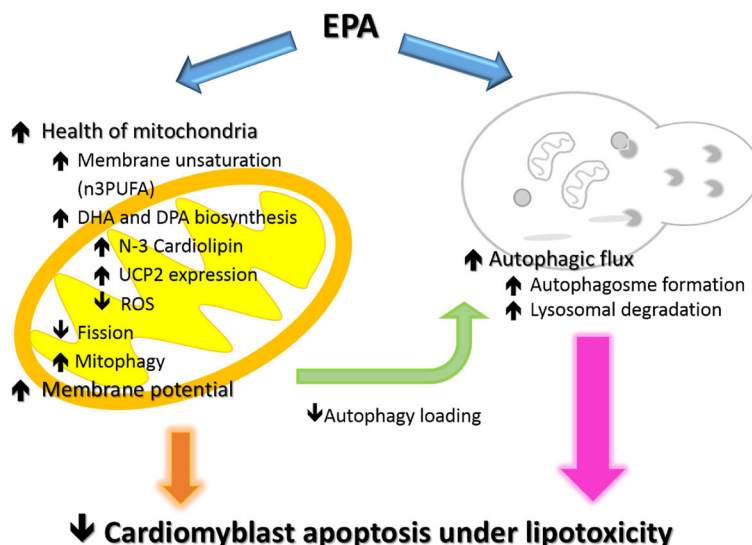 EPA
🡹 Health of mitochondria
🡹 Membrane unsaturation
(n3PUFA)
🡹 DHA and DPA biosynthesis
🡹 N-3 Cardiolipin
🡹 UCP2 expression
🡻 ROS
🡻 Fission
🡹 Mitophagy
🡹 Membrane potential
🡹 Autophagic flux
🡹 Autophagosme formation
🡹 Lysosomal degradation
🡻 Autophagy loading
🡻 Cardiomyblast apoptosis under lipotoxicity